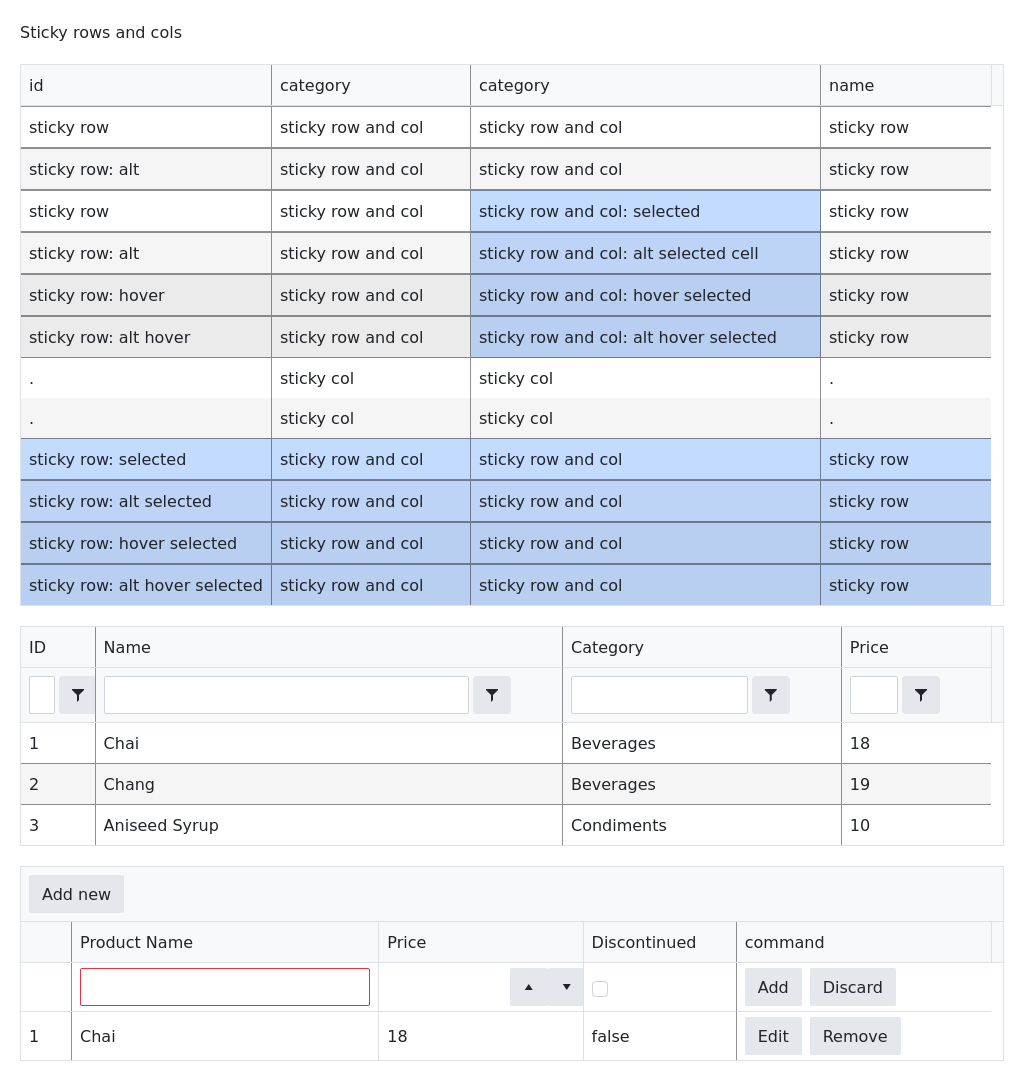 Sticky rows and cols
id category category name
sticky row sticky row and col sticky row and col sticky row
sticky row: alt sticky row and col sticky row and col sticky row
sticky row sticky row and col sticky row and col: selected sticky row
sticky row: alt sticky row and col sticky row and col: alt selected cell sticky row
sticky row: hover sticky row and col sticky row and col: hover selected sticky row
sticky row: alt hover sticky row and col sticky row and col: alt hover selected sticky row
. sticky col sticky col .
. sticky col sticky col .
sticky row: selected sticky row and col sticky row and col sticky row
sticky row: alt selected sticky row and col sticky row and col sticky row
sticky row: hover selected sticky row and col sticky row and col sticky row
sticky row: alt hover selected sticky row and col sticky row and col sticky row
ID Name Category Price
1 Chai Beverages 18
2 Chang Beverages 19
3 Aniseed Syrup Condiments 10
Add new
Product Name Price Discontinued command
Add Discard
1 Chai 18 false Edit Remove